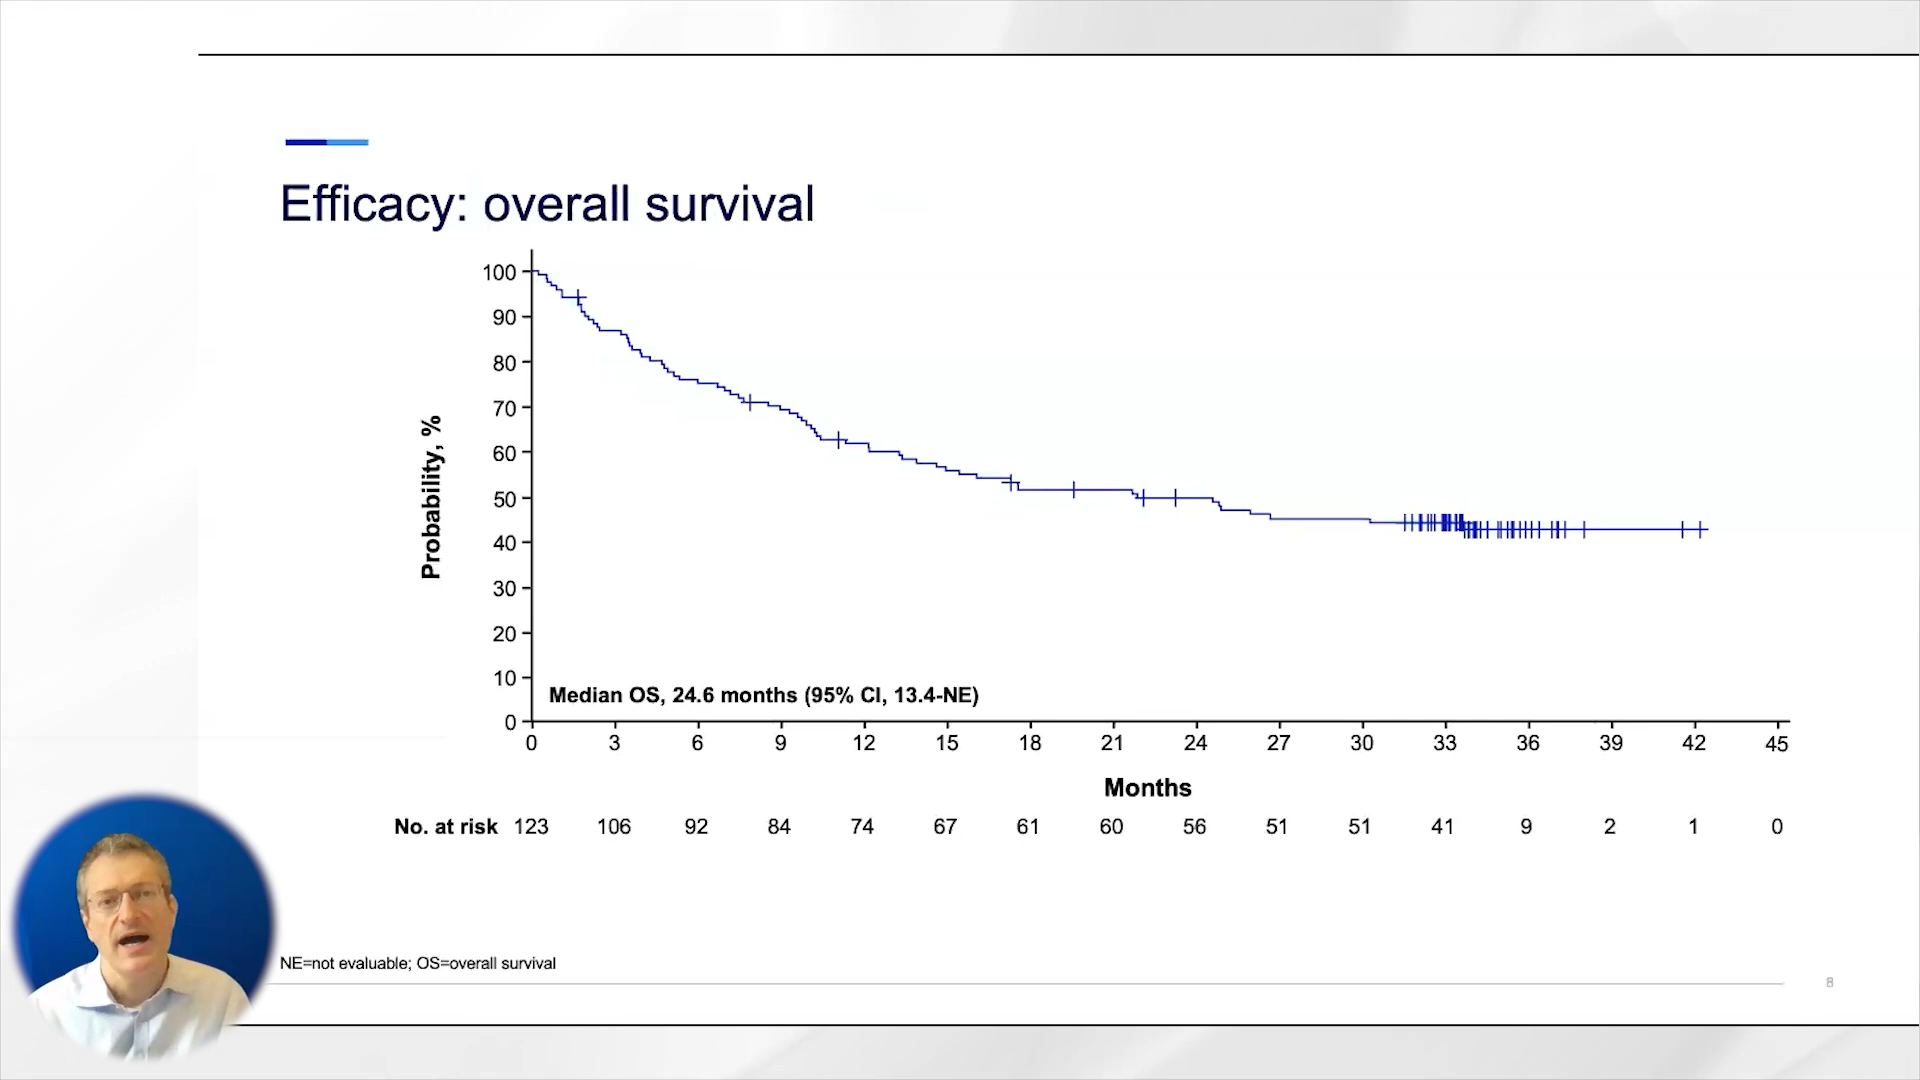 Efficacy: overall survival
Probability, %
100
90
80
70
60
50
40
30
20
10
0
Median OS, 24.6 months (95% CI, 13.4-NE)
0 3 6 9 12 15 18 21 24 27 30 33 36 39 42 45
Months
No. at risk 123 106 92 84 74 67 61 60 56 51 51 41 9 2 1 0
NE=not evaluable; OS=overall survival
8